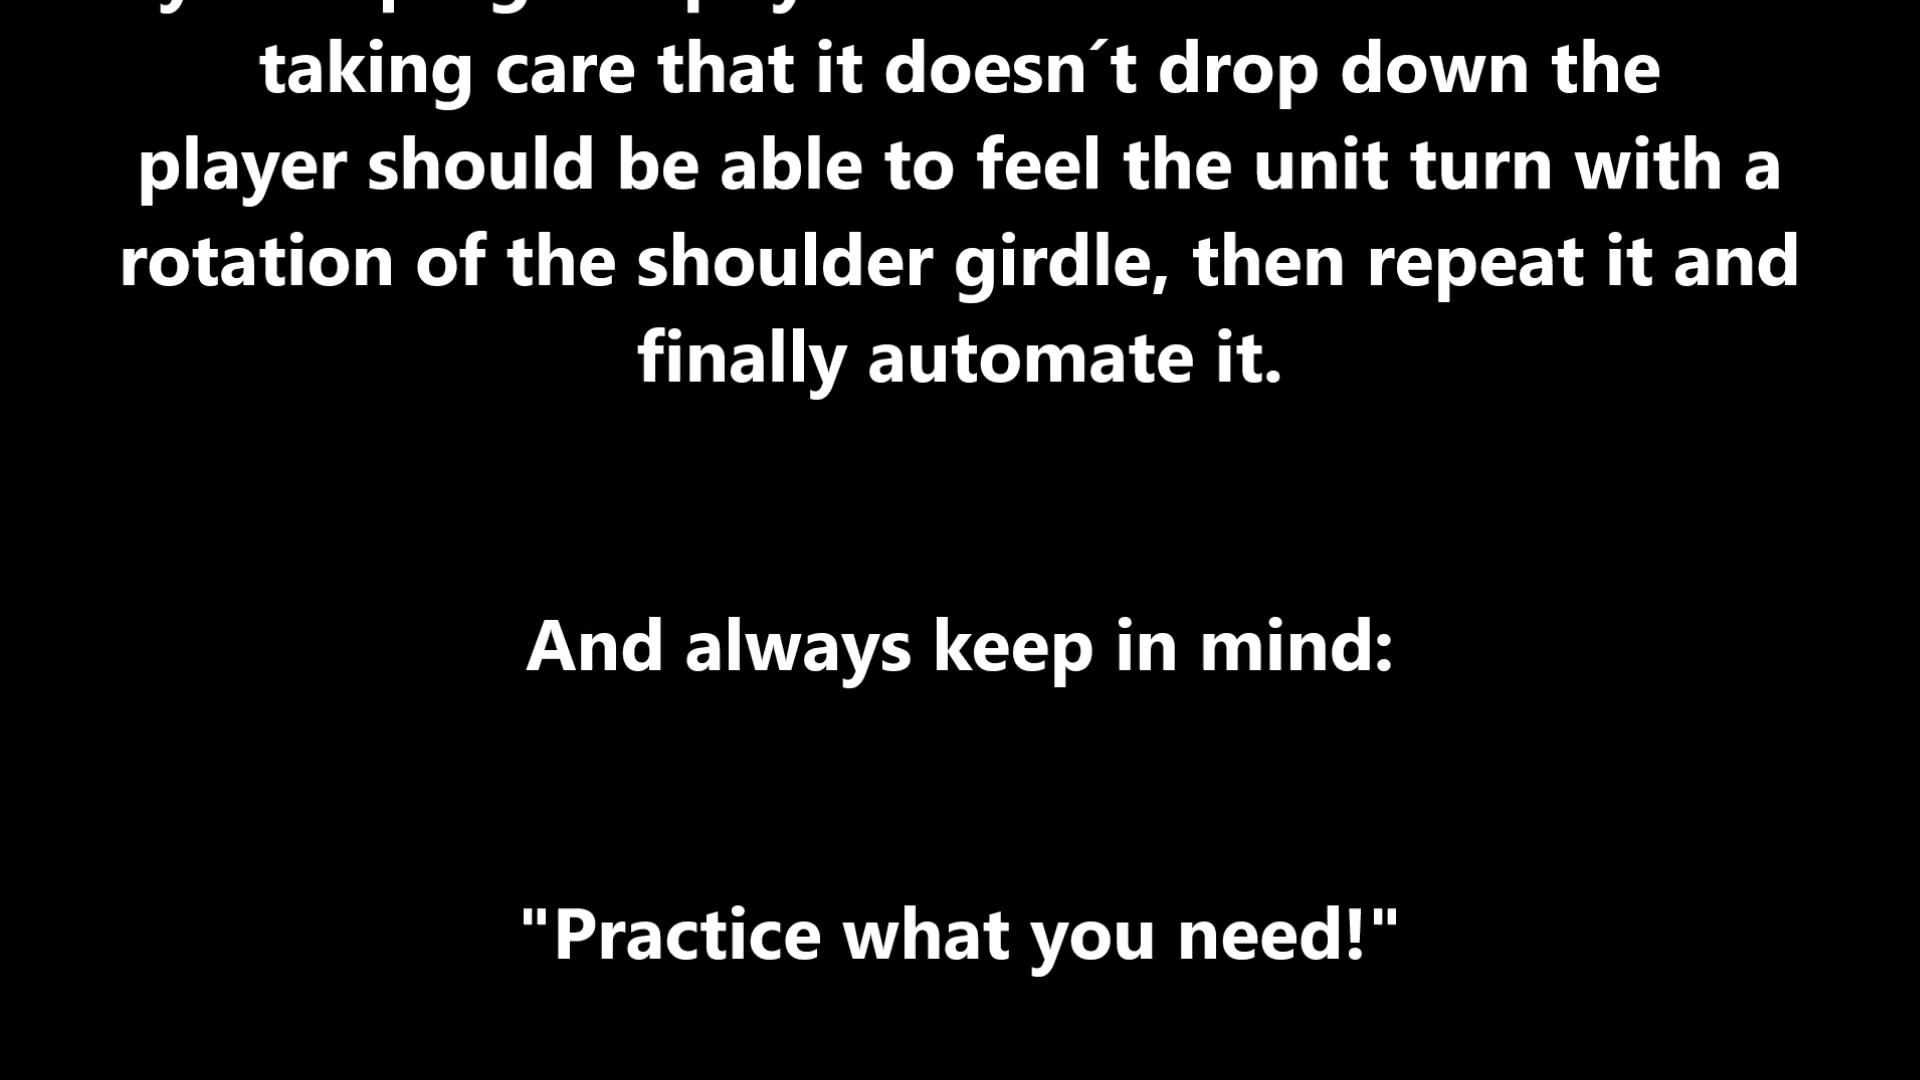 taking care that it doesn´t drop down the
player should be able to feel the unit turn with a
rotation of the shoulder girdle, then repeat it and
finally automate it.
And always keep in mind:
"Practice what you need!"